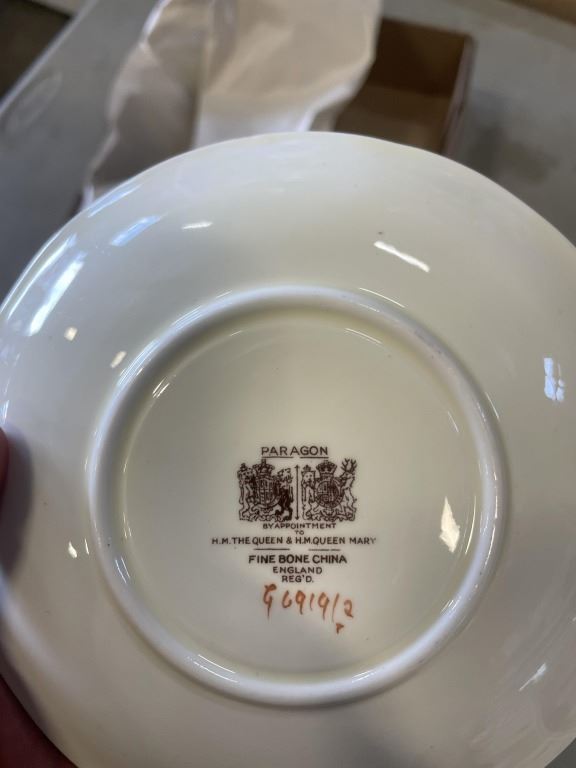 PARAGON
BY APPOINTMENT
TO
H.M. THE QUEEN & H.M. QUEEN MARY
FINE BONE CHINA
ENGLAND
REG'D.
G6919/2